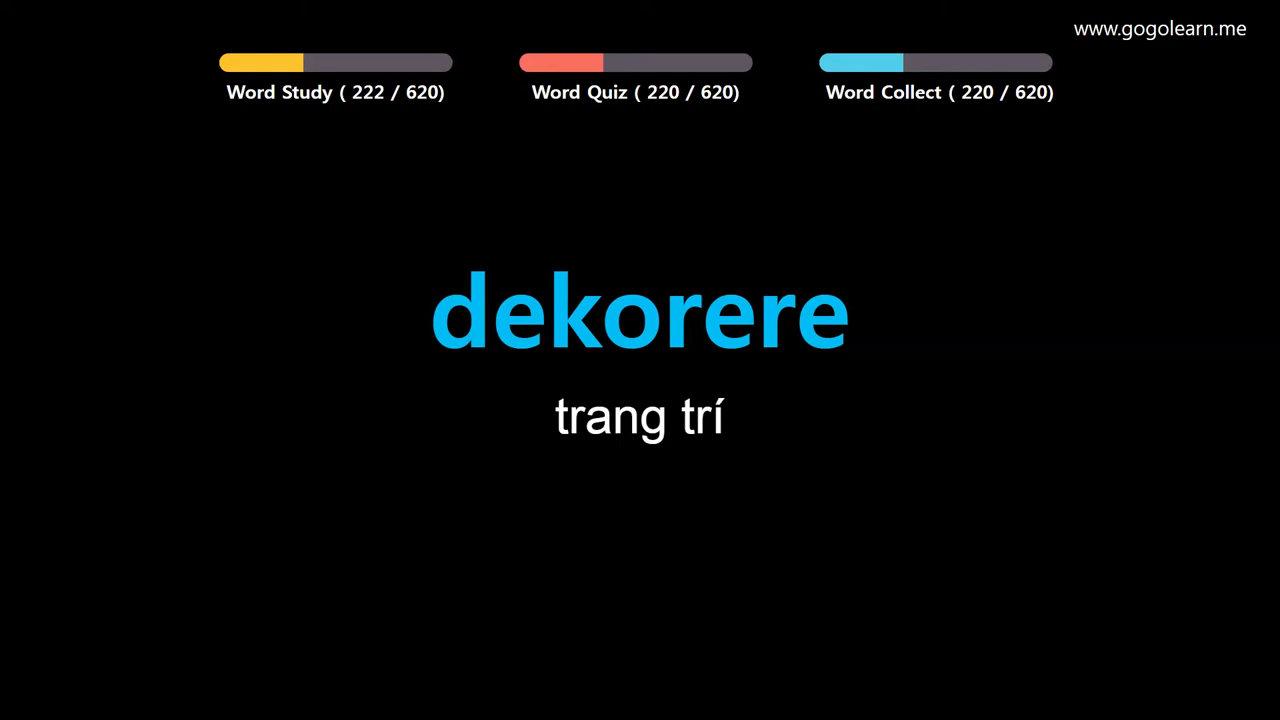 www.gogolearn.me
Word Study ( 222 / 620)
Word Quiz ( 220 / 620)
Word Collect ( 220 / 620)
dekorere
trang trí